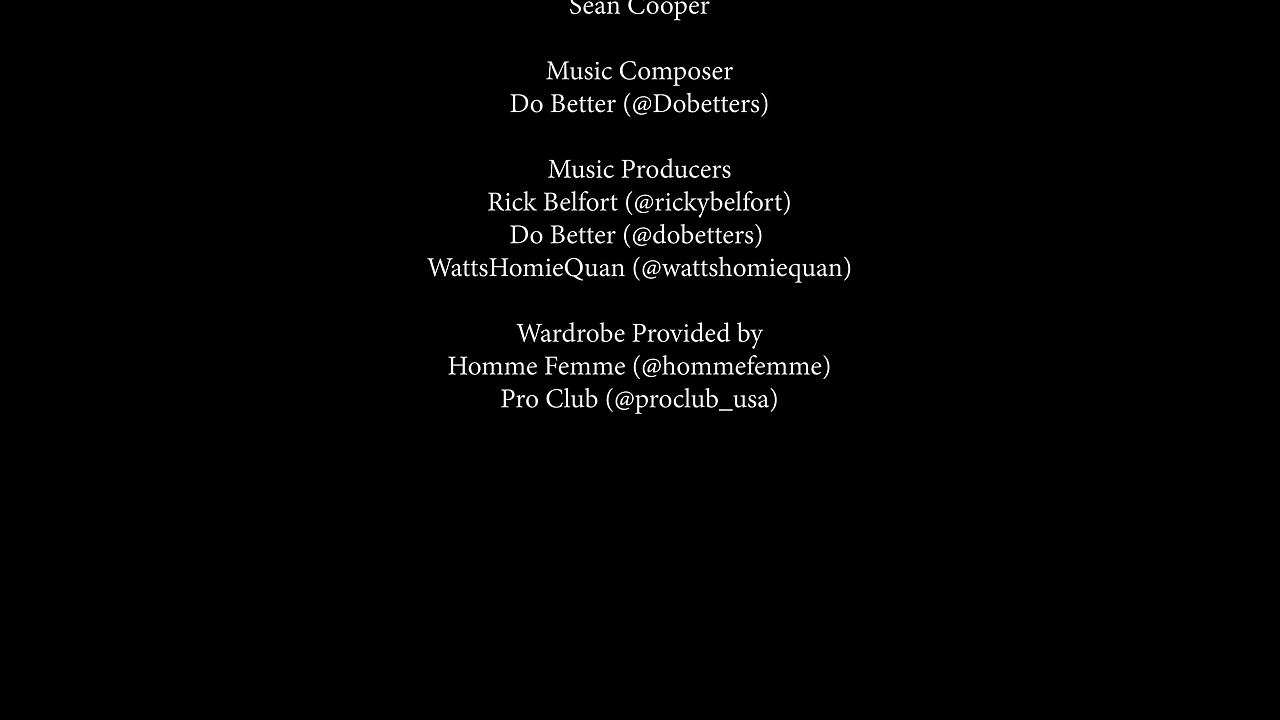 Sean Cooper
Music Composer
Do Better (@Dobetters)
Music Producers
Rick Belfort (@rickybelfort)
Do Better (@dobetters)
WattsHomieQuan (@wattshomiequan)
Wardrobe Provided by
Homme Femme (@hommefemme)
Pro Club (@proclub_usa)